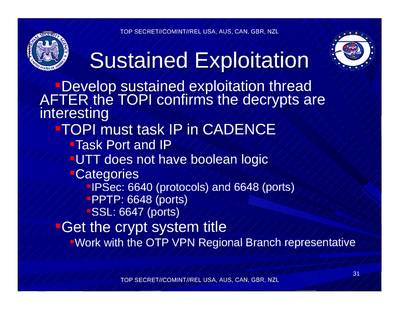 TOP SECRET//COMINT//REL USA, AUS, CAN, GBR, NZL
Sustained Exploitation
▪Develop sustained exploitation thread
AFTER the TOPI confirms the decrypts are
interesting
▪TOPI must task IP in CADENCE
▪Task Port and IP
▪UTT does not have boolean logic
▪Categories
▪IPSec: 6640 (protocols) and 6648 (ports)
▪PPTP: 6648 (ports)
▪SSL: 6647 (ports)
▪Get the crypt system title
▪Work with the OTP VPN Regional Branch representative
31
TOP SECRET//COMINT//REL USA, AUS, CAN, GBR, NZL